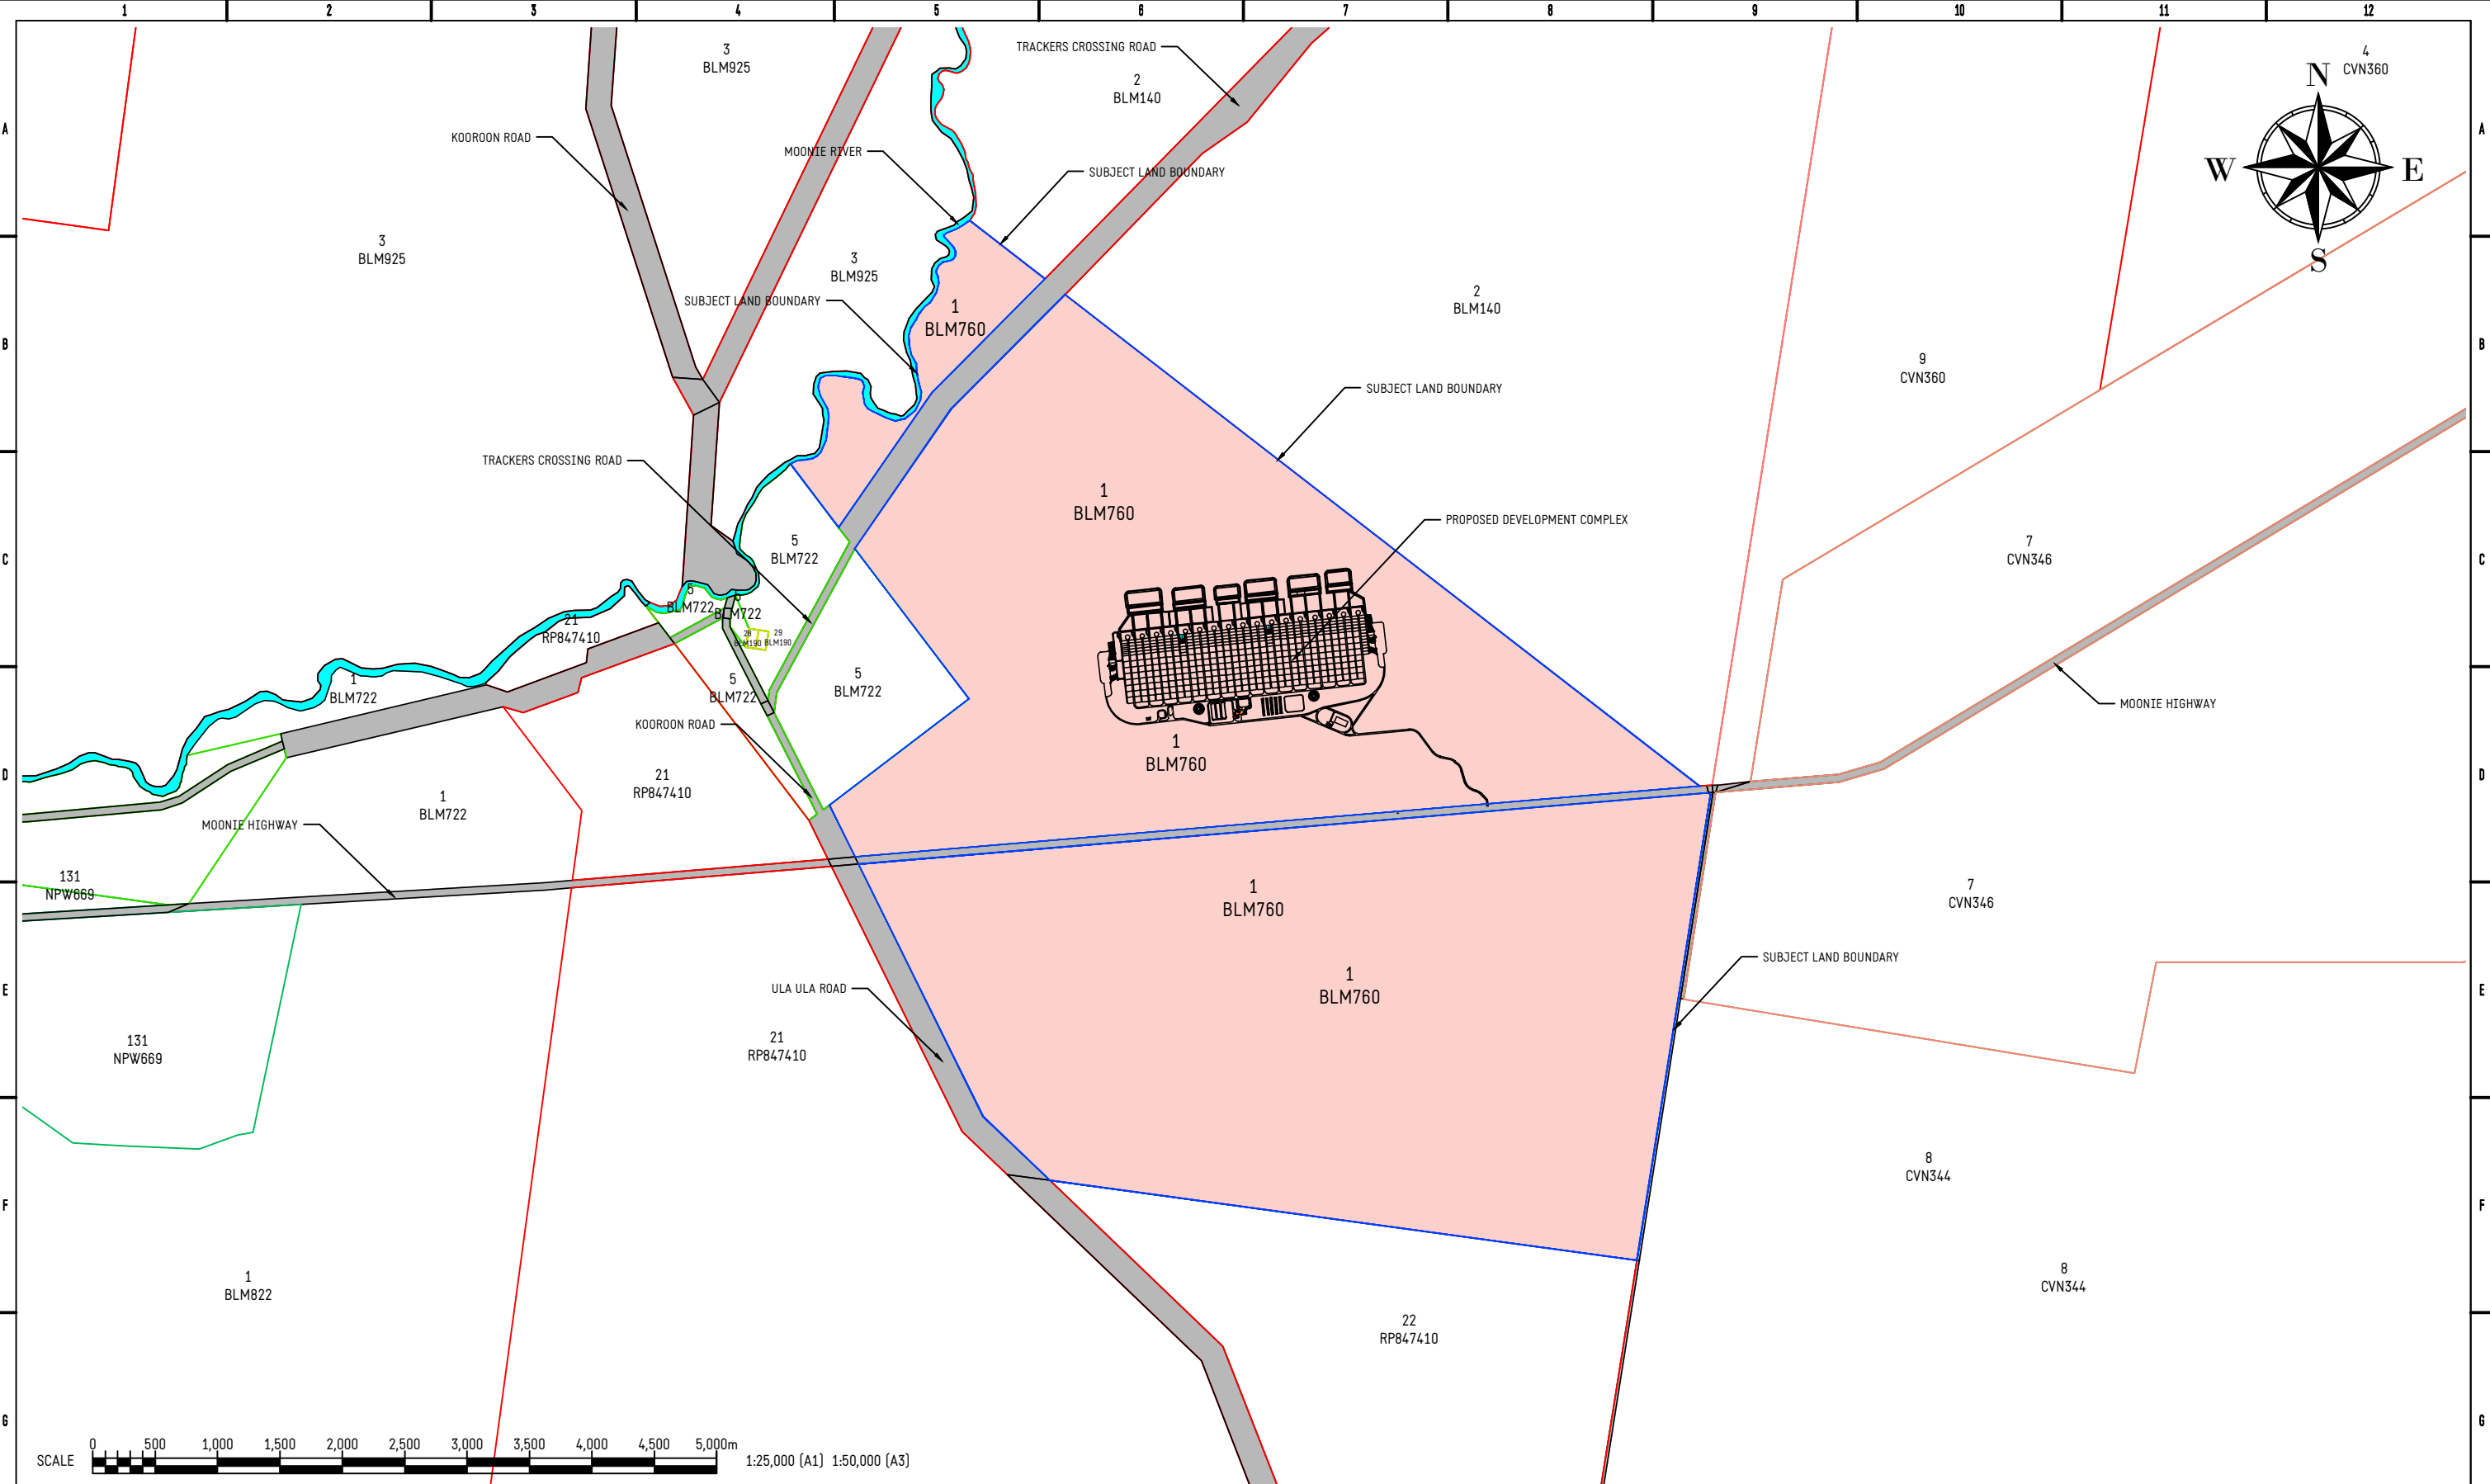 1 2 3 4 5 6 7 8 9 10 11 12
A
B
C
D
E
F
G
A
B
C
D
E
F
G
N
W E
S
3
BLM925
TRACKERS CROSSING ROAD
2
BLM140
4
CVN360
KOOROON ROAD
MOONIE RIVER
SUBJECT LAND BOUNDARY
3
BLM925
3
BLM925
SUBJECT LAND BOUNDARY
1
BLM760
2
BLM140
9
CVN360
SUBJECT LAND BOUNDARY
TRACKERS CROSSING ROAD
1
BLM760
PROPOSED DEVELOPMENT COMPLEX
5
BLM722
7
CVN346
5
BLM722
5
BLM722
21
RP847410
28
BLM190
29
BLM190
1
BLM722
5
BLM722
5
BLM722
KOOROON ROAD
MOONIE HIGHWAY
1
BLM760
21
RP847410
1
BLM722
MOONIE HIGHWAY
131
NPW669
1
BLM760
7
CVN346
SUBJECT LAND BOUNDARY
1
BLM760
ULA ULA ROAD
131
NPW669
21
RP847410
8
CVN344
1
BLM822
8
CVN344
22
RP847410
SCALE
0 500 1,000 1,500 2,000 2,500 3,000 3,500 4,000 4,500 5,000m
1:25,000 (A1) 1:50,000 (A3)